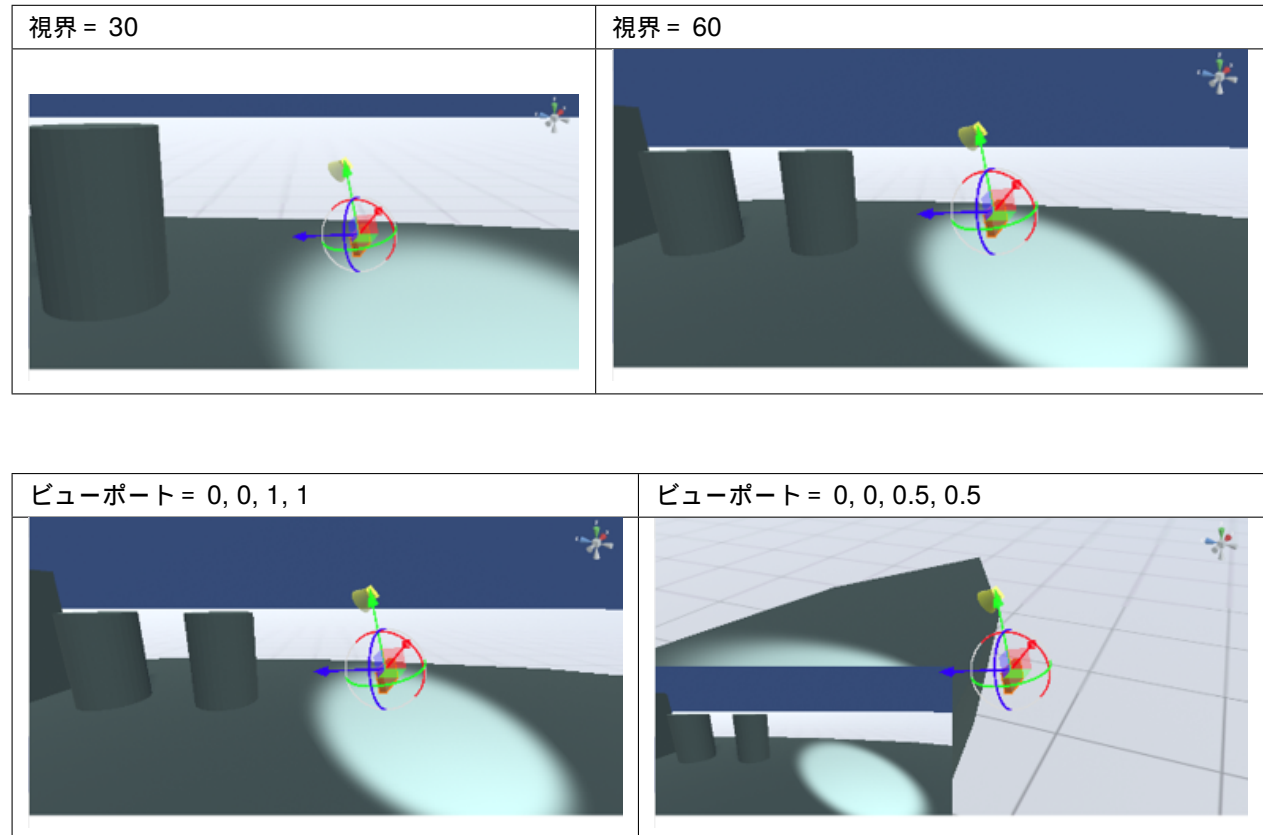 視界 = 30
視界 = 60
ビューポート = 0, 0, 1, 1
ビューポート = 0, 0, 0.5, 0.5